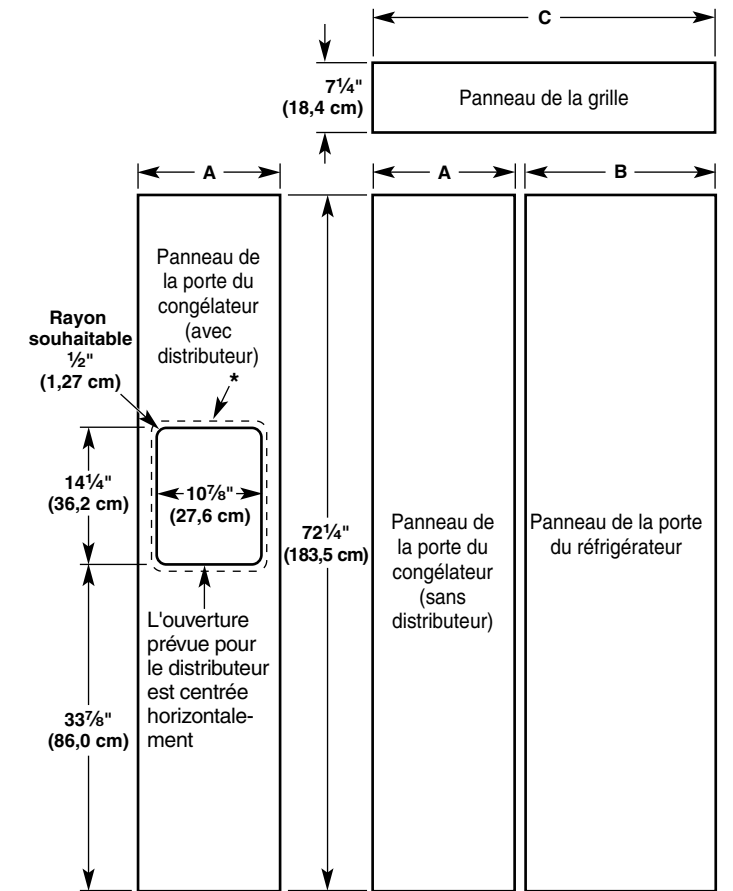 C
7¼"
(18,4 cm)
Panneau de la grille
A
A
B
Panneau de
la porte du
congélateur
(avec
distributeur)
*
Rayon
souhaitable
½"
(1,27 cm)
14¼"
(36,2 cm)
10⅞"
(27,6 cm)
72¼"
(183,5 cm)
Panneau de
la porte du
congélateur
(sans
distributeur)
Panneau de la porte
du réfrigérateur
L'ouverture
prévue pour
le distributeur
est centrée
horizontale-
ment
33⅞"
(86,0 cm)